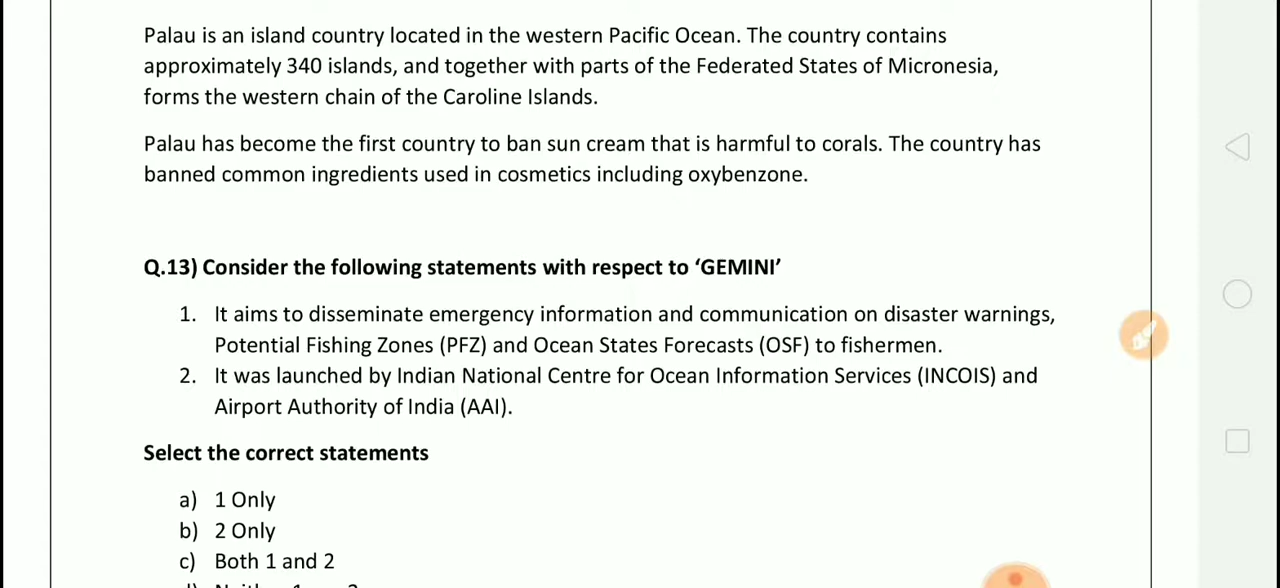 Palau is an island country located in the western Pacific Ocean. The country contains
approximately 340 islands, and together with parts of the Federated States of Micronesia,
forms the western chain of the Caroline Islands.
Palau has become the first country to ban sun cream that is harmful to corals. The country has
banned common ingredients used in cosmetics including oxybenzone.
Q.13) Consider the following statements with respect to ‘GEMINI’
1. It aims to disseminate emergency information and communication on disaster warnings,
Potential Fishing Zones (PFZ) and Ocean States Forecasts (OSF) to fishermen.
2. It was launched by Indian National Centre for Ocean Information Services (INCOIS) and
Airport Authority of India (AAI).
Select the correct statements
a) 1 Only
b) 2 Only
c) Both 1 and 2